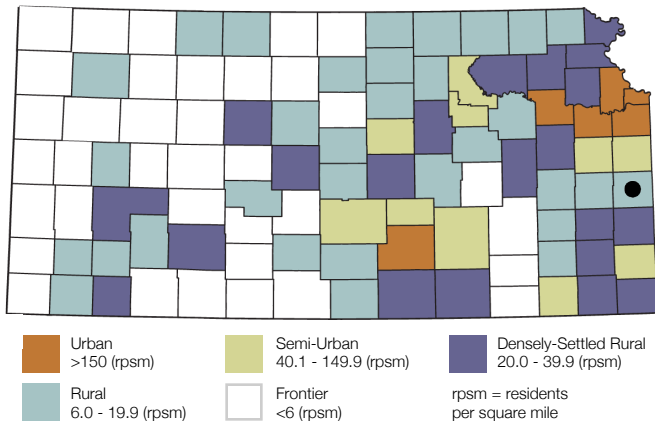 Urban
>150 (rpsm)
Semi-Urban
40.1 - 149.9 (rpsm)
Densely-Settled Rural
20.0 - 39.9 (rpsm)
Rural
6.0 - 19.9 (rpsm)
Frontier
<6 (rpsm)
rpsm = residents
per square mile